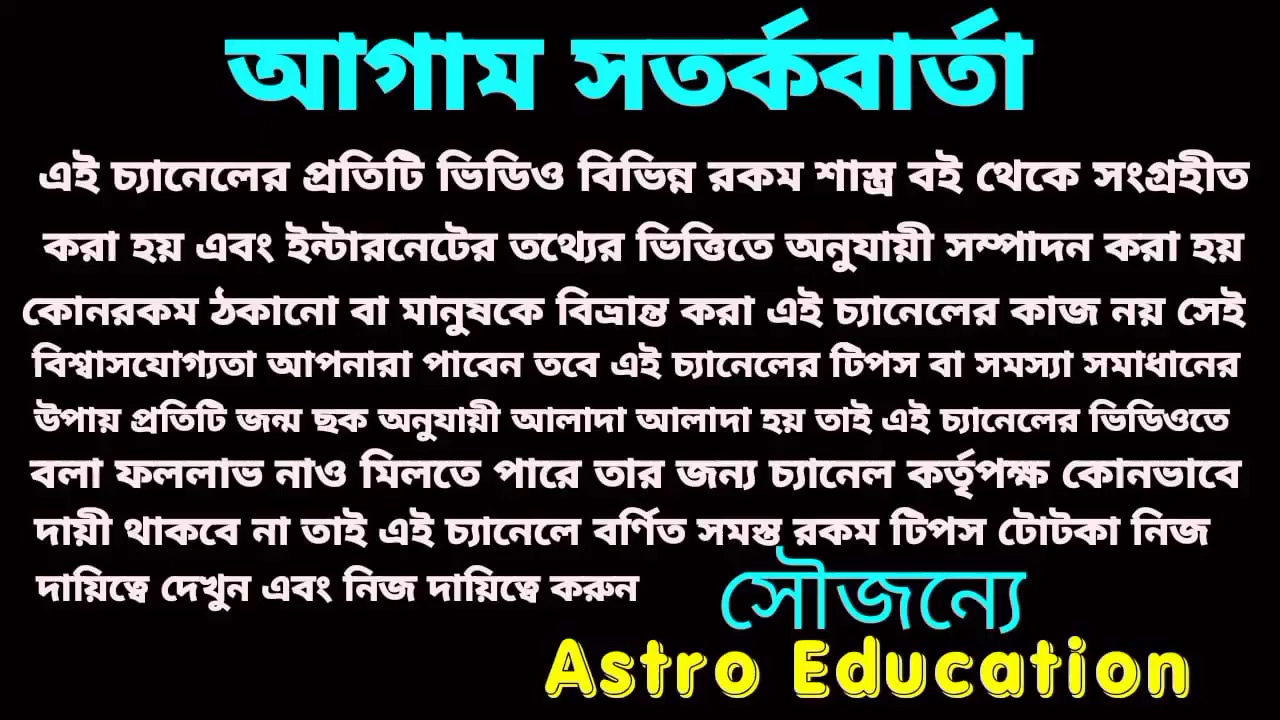 আগাম সতর্কবার্তা
এই চ্যানেলের প্রতিটি ভিডিও বিভিন্ন রকম শাস্ত্র বই থেকে সংগ্রহীত
করা হয় এবং ইন্টারনেটের তথ্যের ভিত্তিতে অনুযায়ী সম্পাদন করা হয়
কোনরকম ঠকানো বা মানুষকে বিভ্রান্ত করা এই চ্যানেলের কাজ নয় সেই
বিশ্বাসযোগ্যতা আপনারা পাবেন তবে এই চ্যানেলের টিপস বা সমস্যা সমাধানের
উপায় প্রতিটি জন্ম ছক অনুযায়ী আলাদা আলাদা হয় তাই এই চ্যানেলের ভিডিওতে
বলা ফললাভ নাও মিলতে পারে তার জন্য চ্যানেল কর্তৃপক্ষ কোনভাবে
দায়ী থাকবে না তাই এই চ্যানেলে বর্ণিত সমস্ত রকম টিপস টোটকা নিজ
দায়িত্বে দেখুন এবং নিজ দায়িত্বে করুন
সৌজন্যে
Astro Education